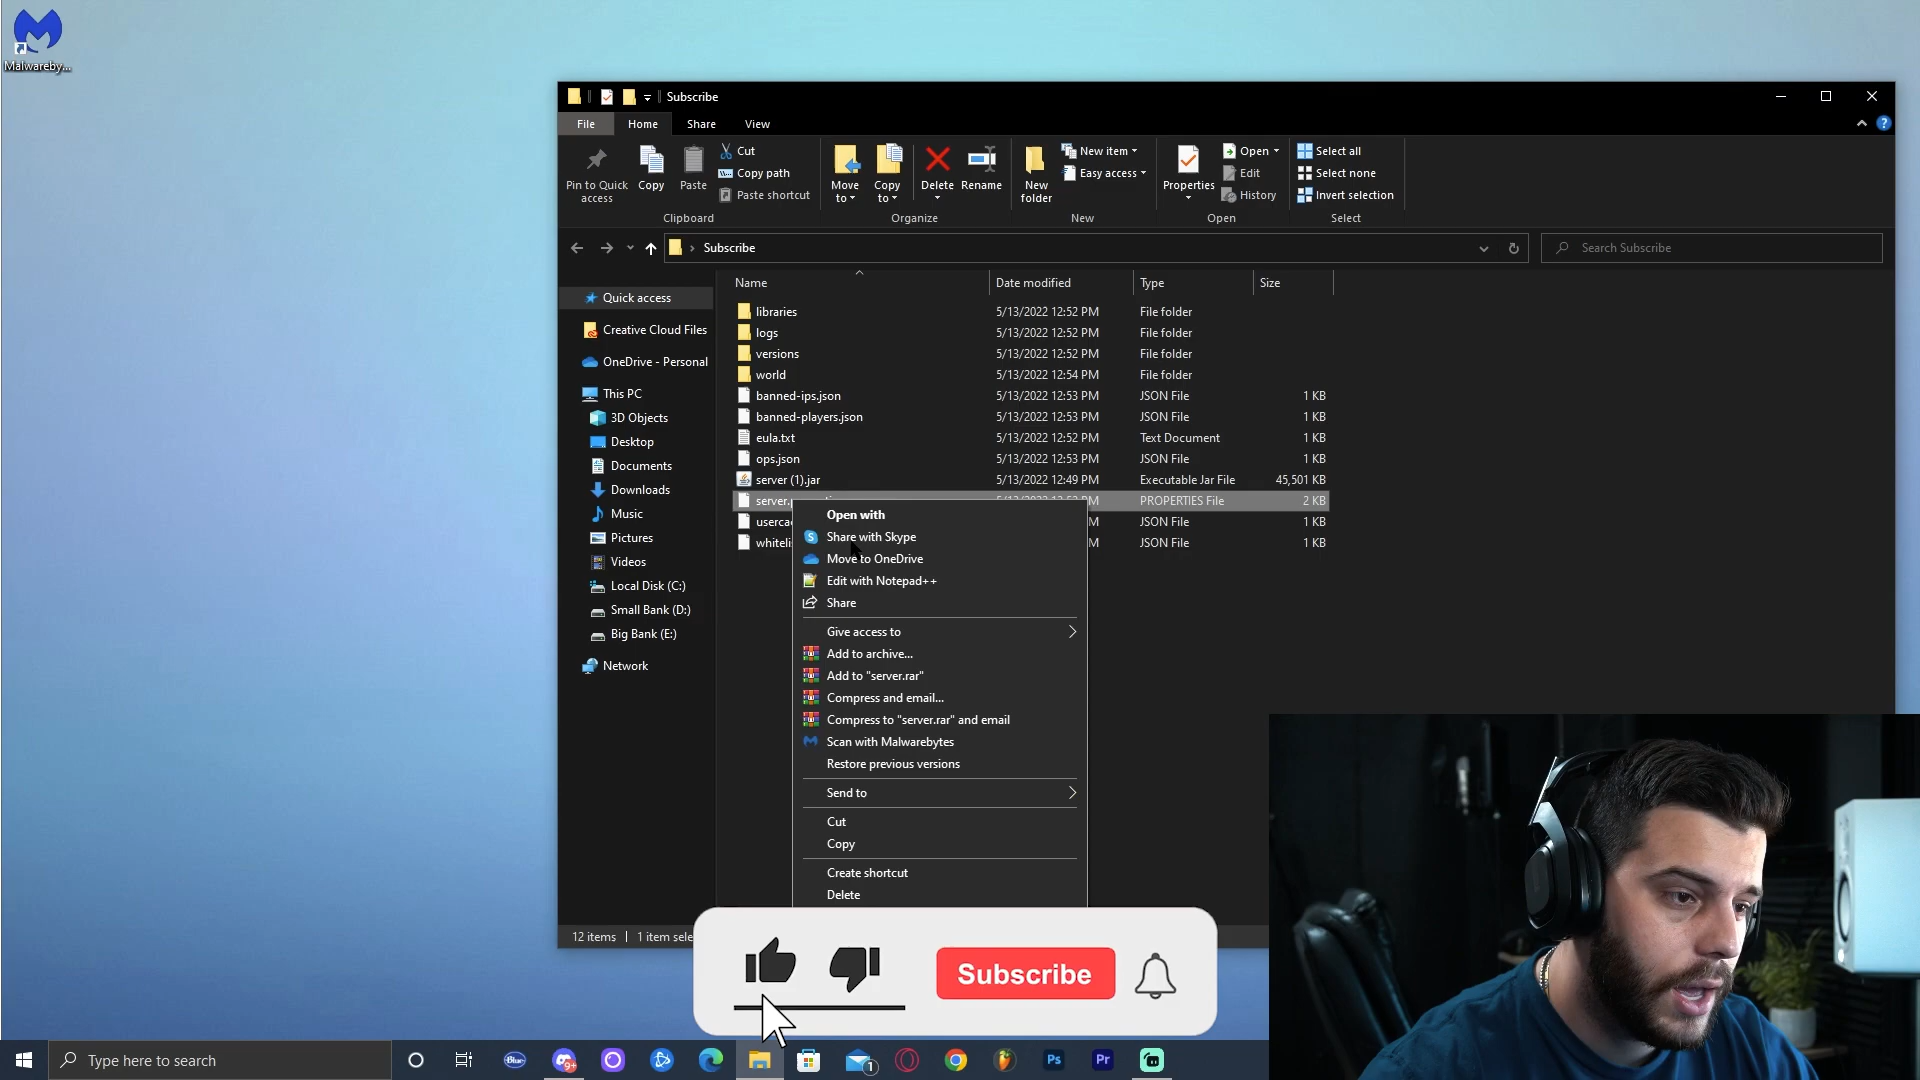 Malwareby...
Subscribe
File
Home
Share
View
Pin to Quick access
Copy
Paste
Cut
Copy path
Paste shortcut
Clipboard
Move to
Copy to
Delete
Rename
Organize
New folder
New item
Easy access
New
Properties
Open
Edit
History
Open
Select all
Select none
Invert selection
Select
Subscribe
Search Subscribe
Name Date modified Type Size
Quick access
Creative Cloud Files
OneDrive - Personal
This PC
3D Objects
Desktop
Documents
Downloads
Music
Pictures
Videos
Local Disk (C:)
Small Bank (D:)
Big Bank (E:)
Network
libraries 5/13/2022 12:52 PM File folder
logs 5/13/2022 12:52 PM File folder
versions 5/13/2022 12:52 PM File folder
world 5/13/2022 12:54 PM File folder
banned-ips.json 5/13/2022 12:53 PM JSON File 1 KB
banned-players.json 5/13/2022 12:53 PM JSON File 1 KB
eula.txt 5/13/2022 12:52 PM Text Document 1 KB
ops.json 5/13/2022 12:53 PM JSON File 1 KB
server (1).jar 5/13/2022 12:49 PM Executable Jar File 45,501 KB
server. PROPERTIES File 2 KB
userca M JSON File 1 KB
whiteli M JSON File 1 KB
Open with
Share with Skype
Move to OneDrive
Edit with Notepad++
Share
Give access to
Add to archive...
Add to "server.rar"
Compress and email...
Compress to "server.rar" and email
Scan with Malwarebytes
Restore previous versions
Send to
Cut
Copy
Create shortcut
Delete
12 items 1 item sele
Subscribe
Type here to search
Blue
9+
1
Ps
Pr